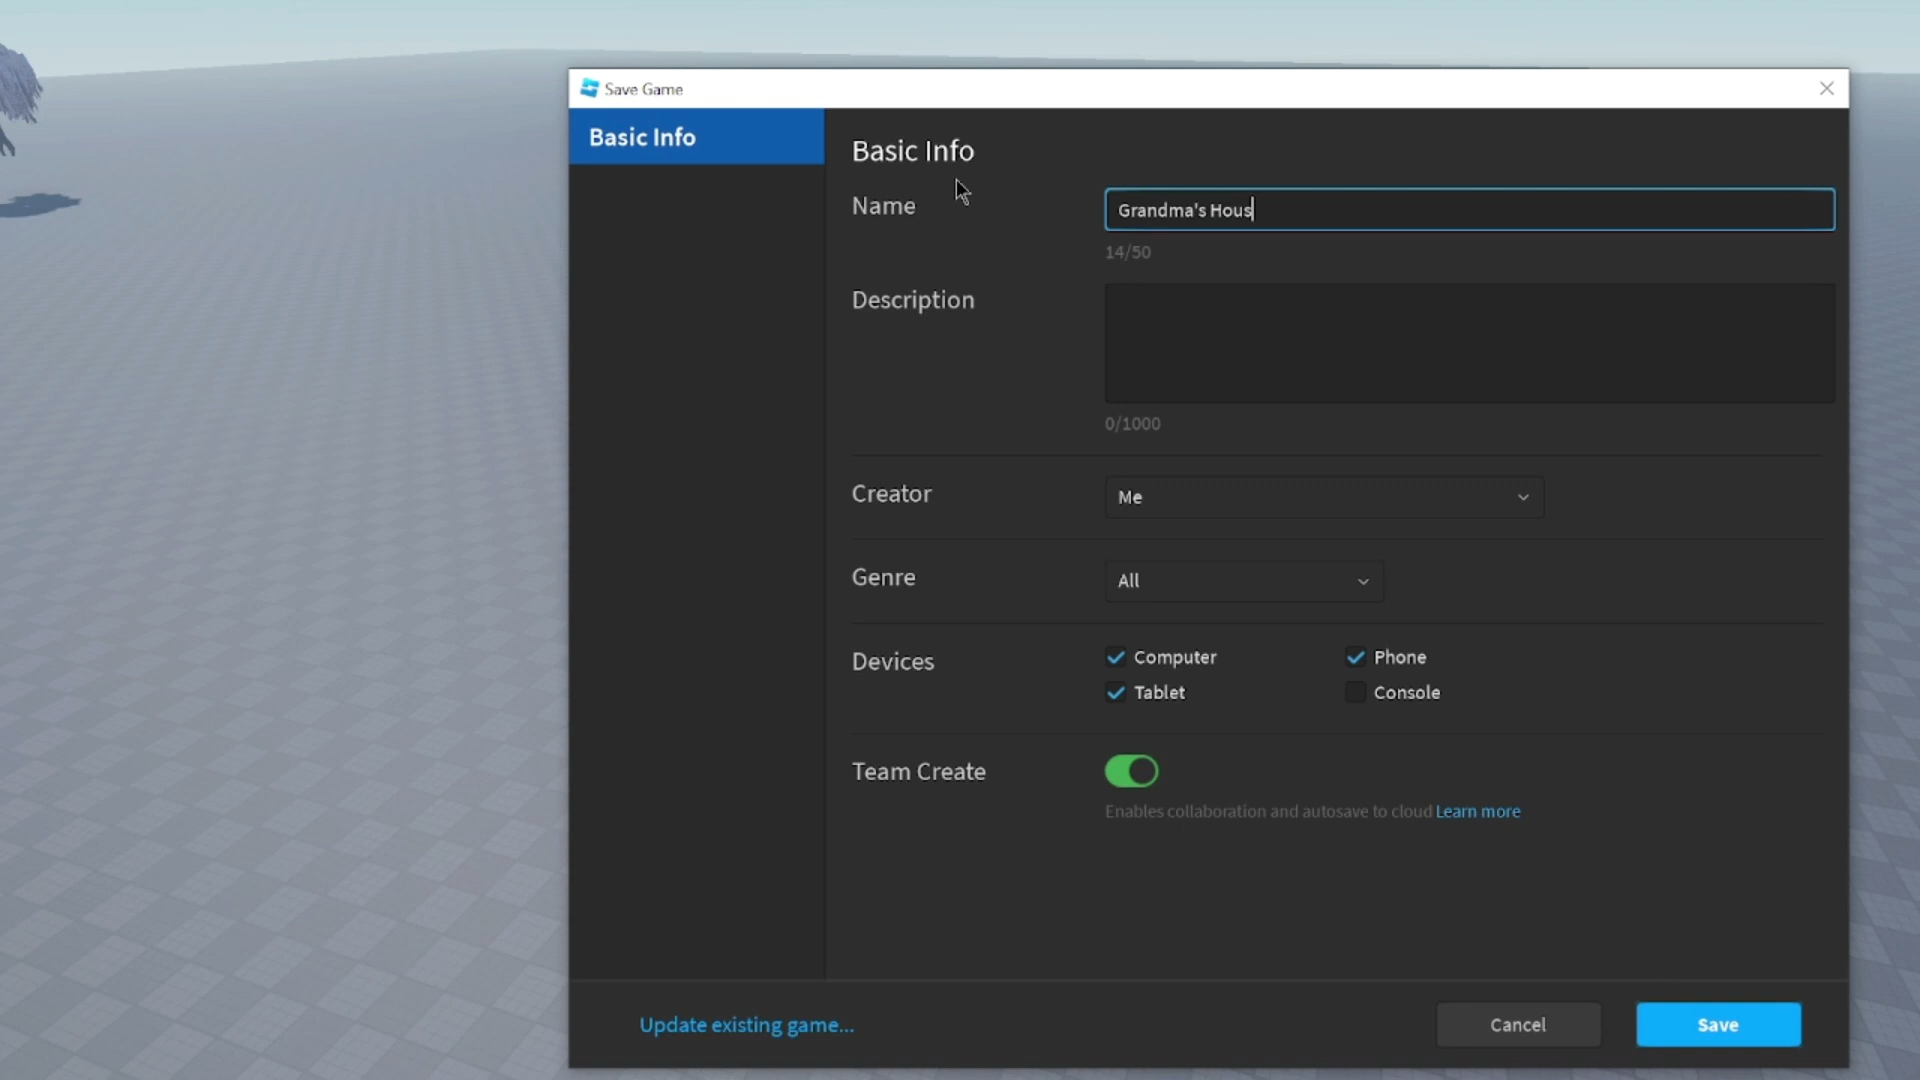 Save Game
Basic Info
Basic Info
Name
Grandma's Hous
14/50
Description
0/1000
Creator
Me
Genre
All
Devices
Computer
Phone
Tablet
Console
Team Create
Enables collaboration and autosave to cloud Learn more
Update existing game...
Cancel
Save